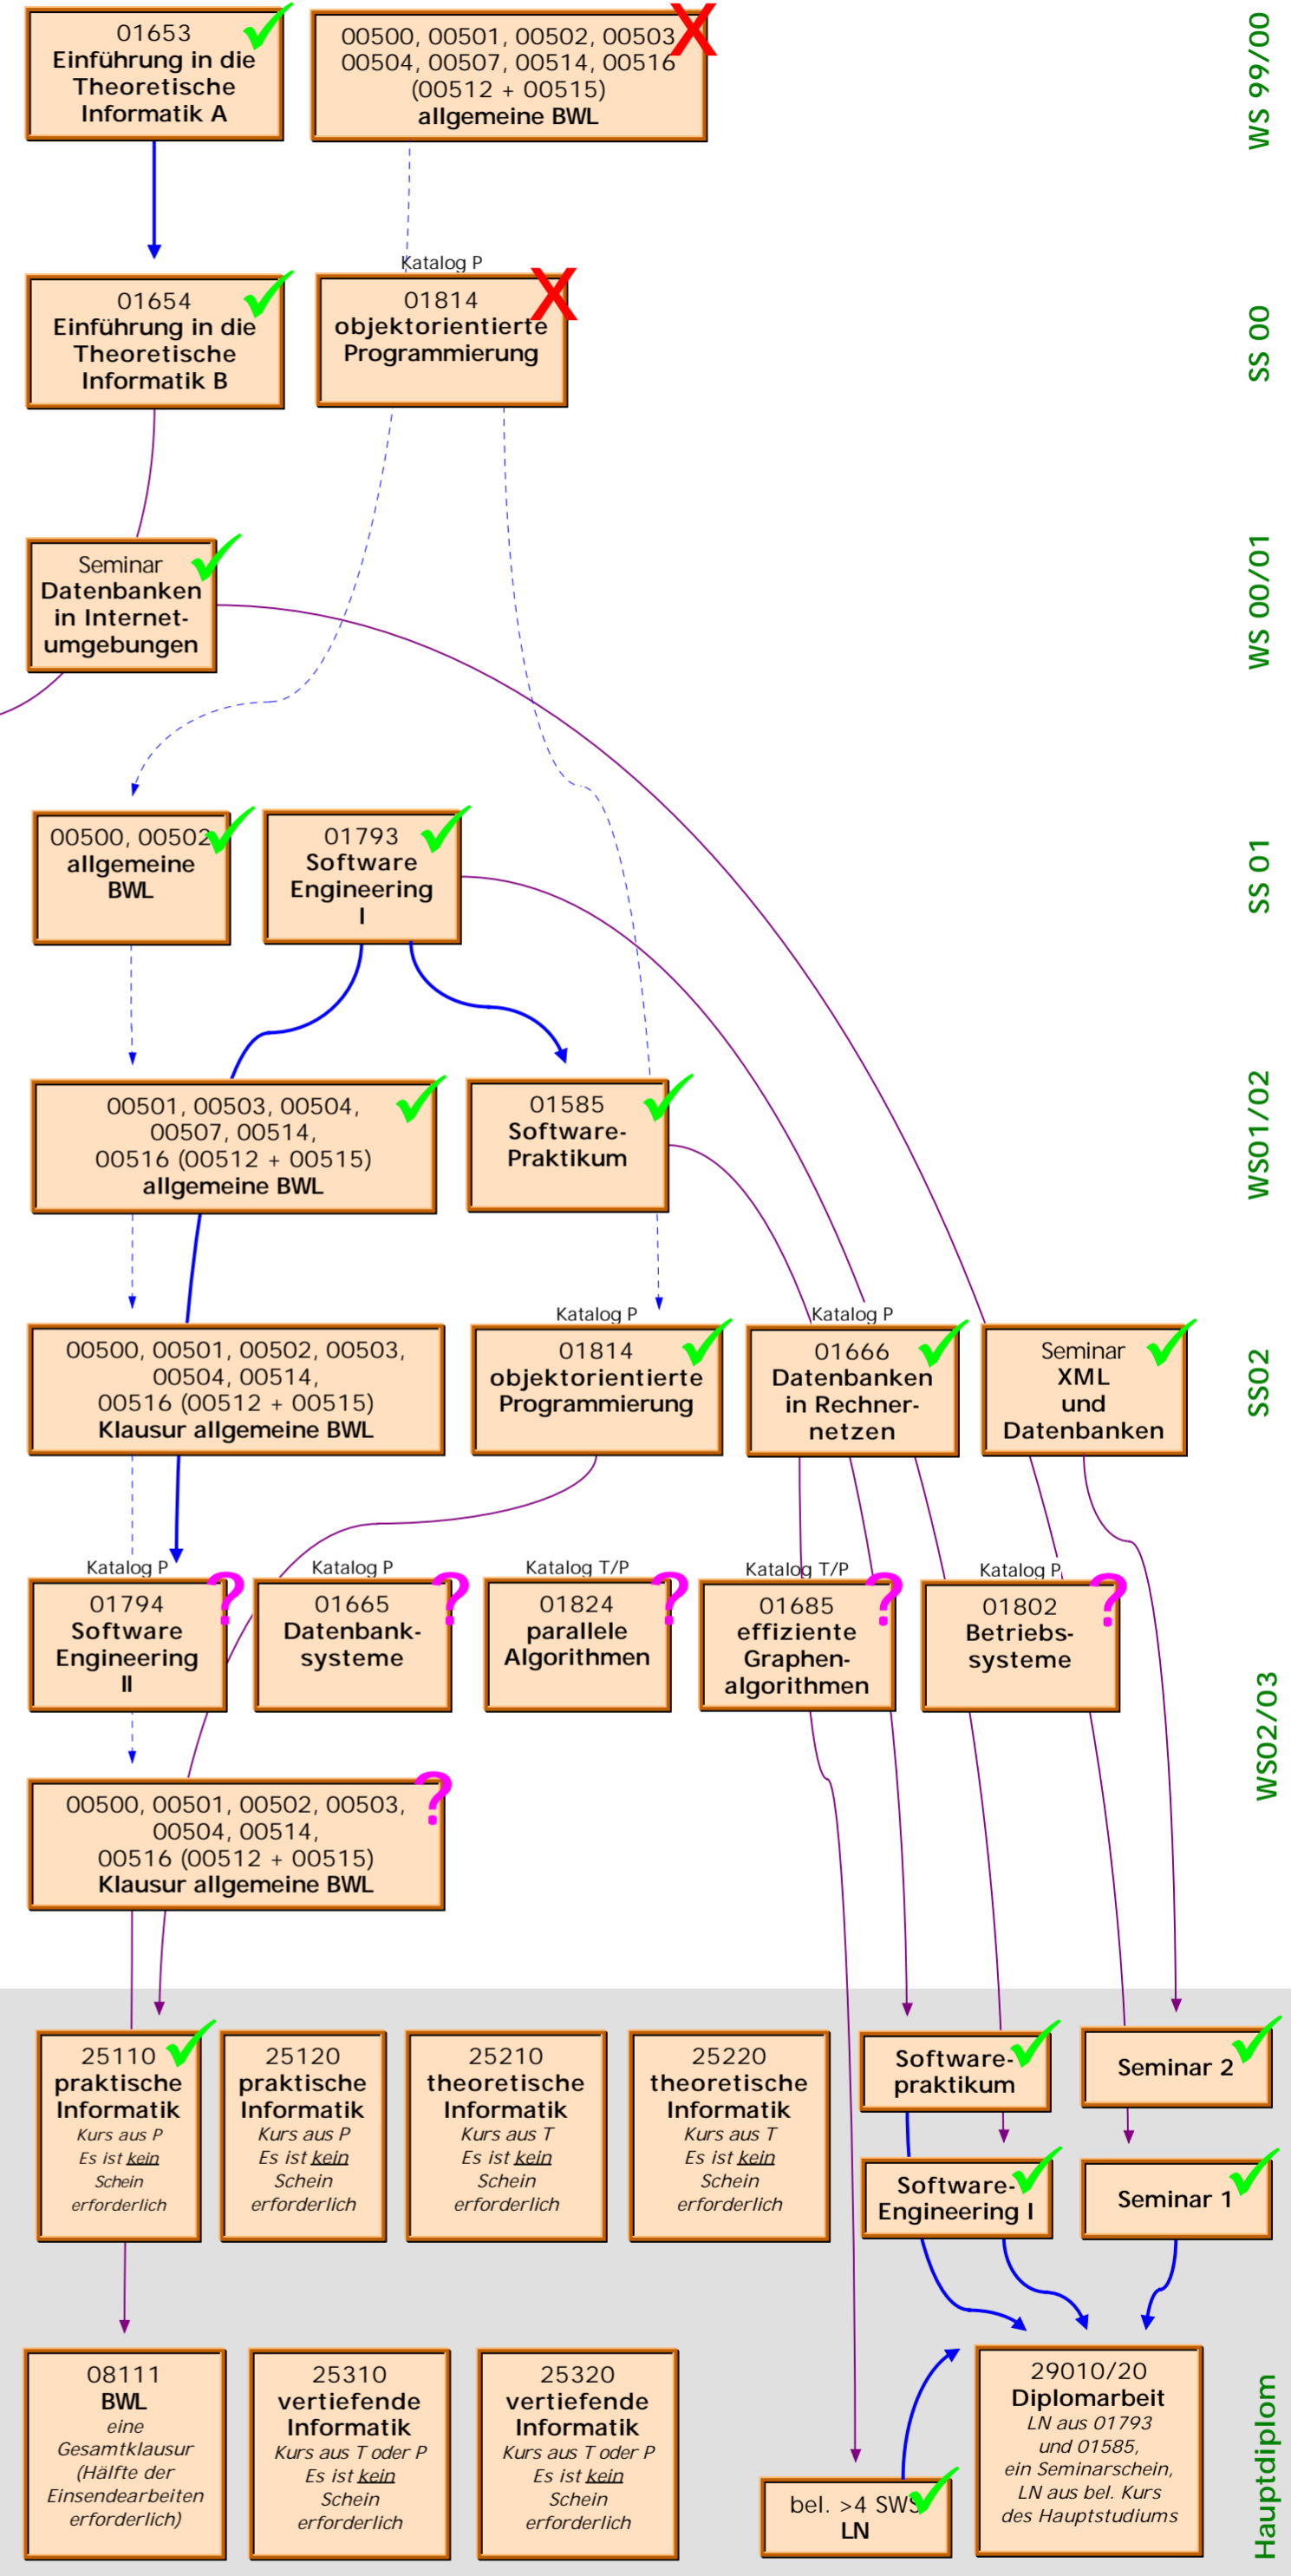 01653
Einführung in die
Theoretische
Informatik A
00500, 00501, 00502, 00503
00504, 00507, 00514, 00516
(00512 + 00515)
allgemeine BWL
WS 99/00
01654
Einführung in die
Theoretische
Informatik B
Katalog P
01814
objektorientierte
Programmierung
SS 00
Seminar
Datenbanken
in Internet-
umgebungen
WS 00/01
00500, 00502
allgemeine
BWL
01793
Software
Engineering
I
SS 01
00501, 00503, 00504,
00507, 00514,
00516 (00512 + 00515)
allgemeine BWL
01585
Software-
Praktikum
WS01/02
00500, 00501, 00502, 00503,
00504, 00514,
00516 (00512 + 00515)
Klausur allgemeine BWL
Katalog P
01814
objektorientierte
Programmierung
Katalog P
01666
Datenbanken
in Rechner-
netzen
Seminar
XML
und
Datenbanken
SS02
Katalog P
01794
Software
Engineering
II
?
Katalog P
01665
Datenbank-
systeme
?
Katalog T/P
01824
parallele
Algorithmen
?
Katalog T/P
01685
effiziente
Graphen-
algorithmen
?
Katalog P
01802
Betriebs-
systeme
?
WS02/03
00500, 00501, 00502, 00503,
00504, 00514,
00516 (00512 + 00515)
Klausur allgemeine BWL
?
25110
praktische
Informatik
Kurs aus P
Es ist kein
Schein
erforderlich
25120
praktische
Informatik
Kurs aus P
Es ist kein
Schein
erforderlich
25210
theoretische
Informatik
Kurs aus T
Es ist kein
Schein
erforderlich
25220
theoretische
Informatik
Kurs aus T
Es ist kein
Schein
erforderlich
Software-
praktikum
Seminar 2
Software-
Engineering I
Seminar 1
08111
BWL
eine
Gesamtklausur
(Hälfte der
Einsendearbeiten
erforderlich)
25310
vertiefende
Informatik
Kurs aus T oder P
Es ist kein
Schein
erforderlich
25320
vertiefende
Informatik
Kurs aus T oder P
Es ist kein
Schein
erforderlich
bel. >4 SWS
LN
29010/20
Diplomarbeit
LN aus 01793
und 01585,
ein Seminarschein,
LN aus bel. Kurs
des Hauptstudiums
Hauptdiplom